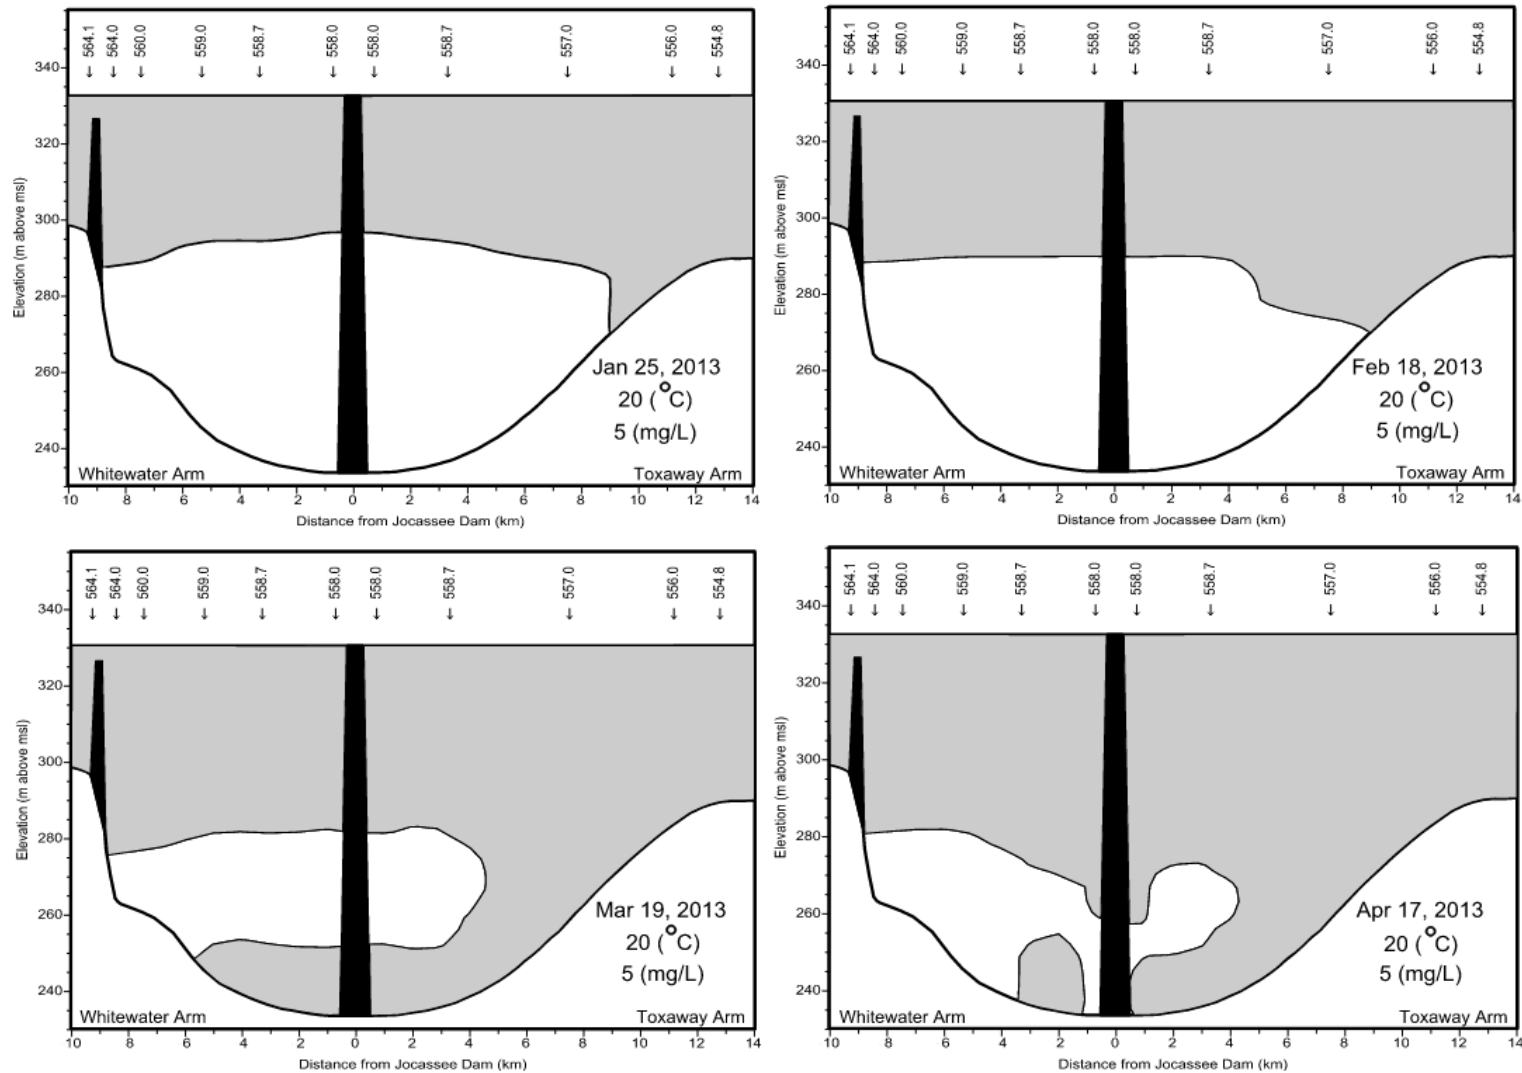 564.1 564.0 560.0 559.0 558.7 558.0 558.0 558.7 557.0 556.0 554.8
340
320
300
280
260
240
Elevation (m above msl)
Jan 25, 2013
20 (°C)
5 (mg/L)
Whitewater Arm Toxaway Arm
10 8 6 4 2 0 2 4 6 8 10 12 14
Distance from Jocassee Dam (km)
564.1 564.0 560.0 559.0 558.7 558.0 558.0 558.7 557.0 556.0 554.8
340
320
300
280
260
240
Elevation (m above msl)
Feb 18, 2013
20 (°C)
5 (mg/L)
Whitewater Arm Toxaway Arm
10 8 6 4 2 0 2 4 6 8 10 12 14
Distance from Jocassee Dam (km)
564.1 564.0 560.0 559.0 558.7 558.0 558.0 558.7 557.0 556.0 554.8
340
320
300
280
260
240
Elevation (m above msl)
Mar 19, 2013
20 (°C)
5 (mg/L)
Whitewater Arm Toxaway Arm
10 8 6 4 2 0 2 4 6 8 10 12 14
Distance from Jocassee Dam (km)
564.1 564.0 560.0 559.0 558.7 558.0 558.0 558.7 557.0 556.0 554.8
340
320
300
280
260
240
Elevation (m above msl)
Apr 17, 2013
20 (°C)
5 (mg/L)
Whitewater Arm Toxaway Arm
10 8 6 4 2 0 2 4 6 8 10 12 14
Distance from Jocassee Dam (km)